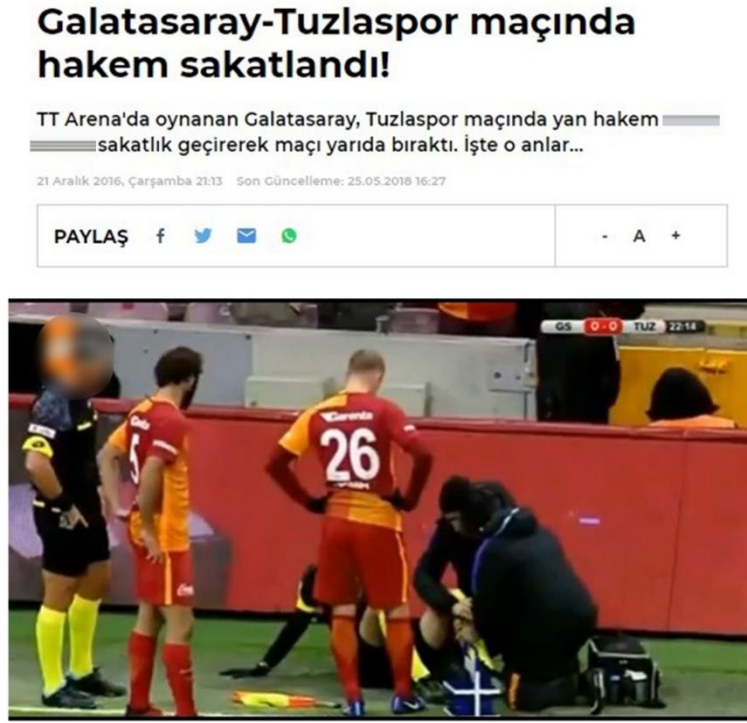 Galatasaray-Tuzlaspor maçında
hakem sakatlandı!
TT Arena'da oynanan Galatasaray, Tuzlaspor maçında yan hakem
sakatlık geçirerek maçı yarıda bıraktı. İşte o anlar...
21 Aralık 2016, Çarşamba 21:13 Son Güncelleme: 25.05.2018 16:27
PAYLAŞ f - A +
GS 0-0 TUZ 22:14
Garenta
5
26